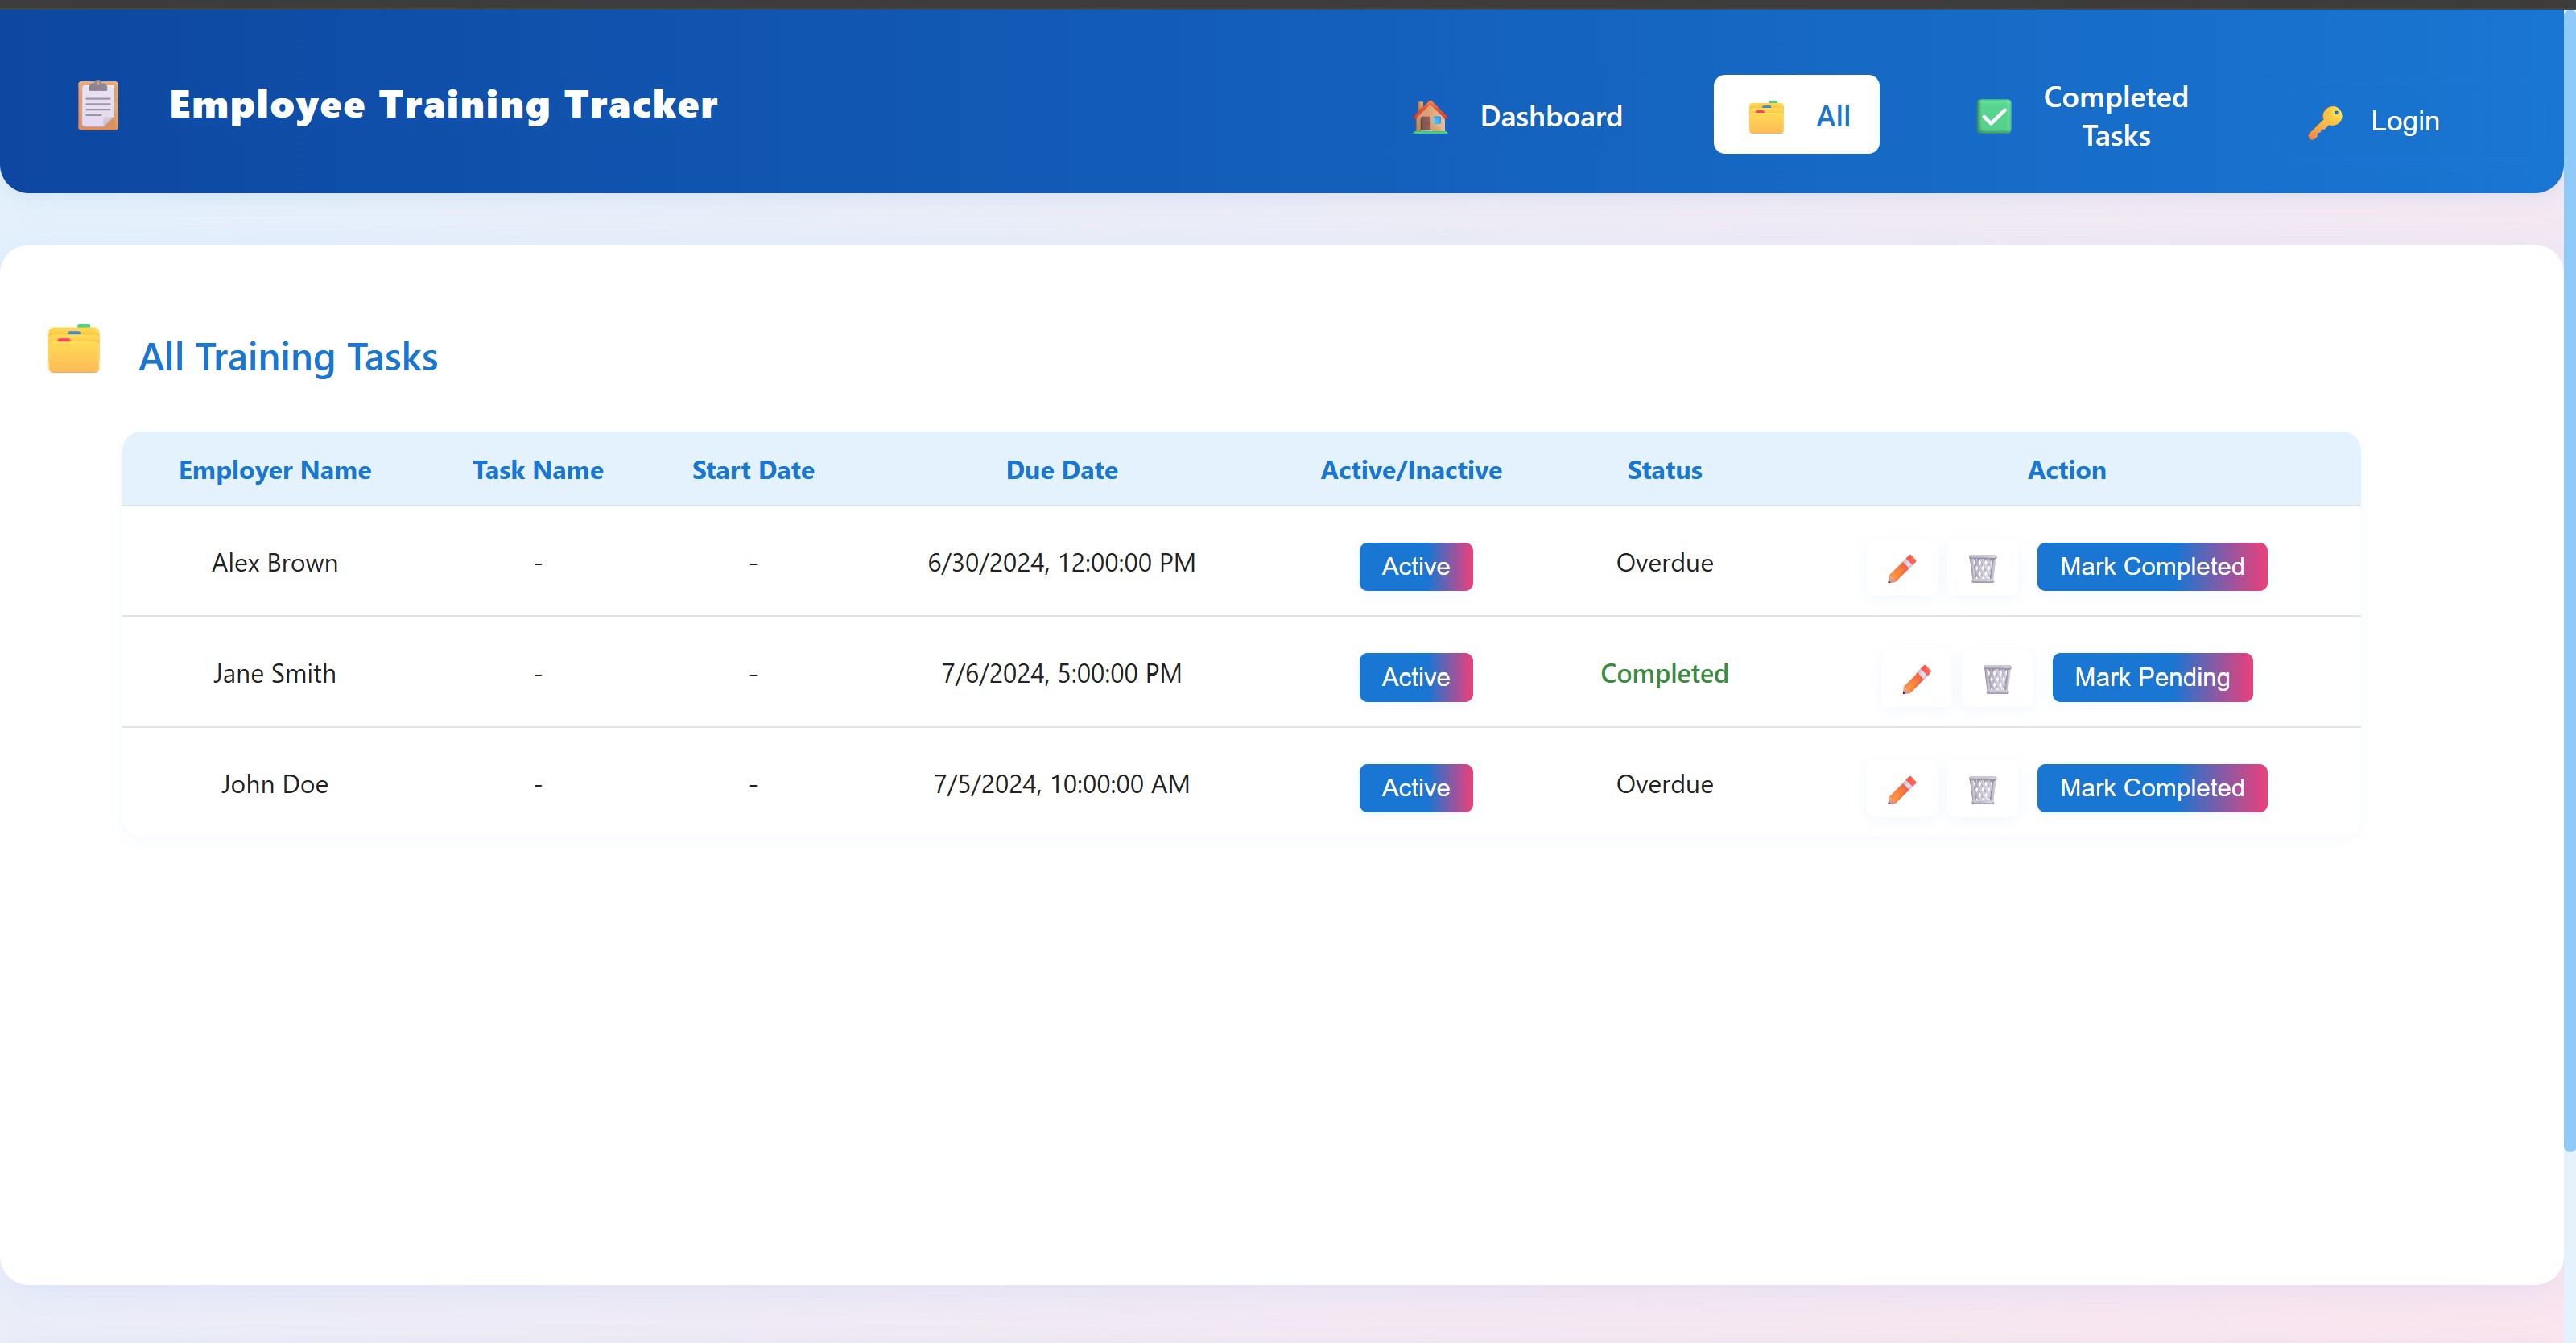 Employee Training Tracker
Dashboard
All
Completed
Tasks
Login
All Training Tasks
Employer Name Task Name Start Date Due Date Active/Inactive Status Action
Alex Brown - - 6/30/2024, 12:00:00 PM Active Overdue Mark Completed
Jane Smith - - 7/6/2024, 5:00:00 PM Active Completed Mark Pending
John Doe - - 7/5/2024, 10:00:00 AM Active Overdue Mark Completed